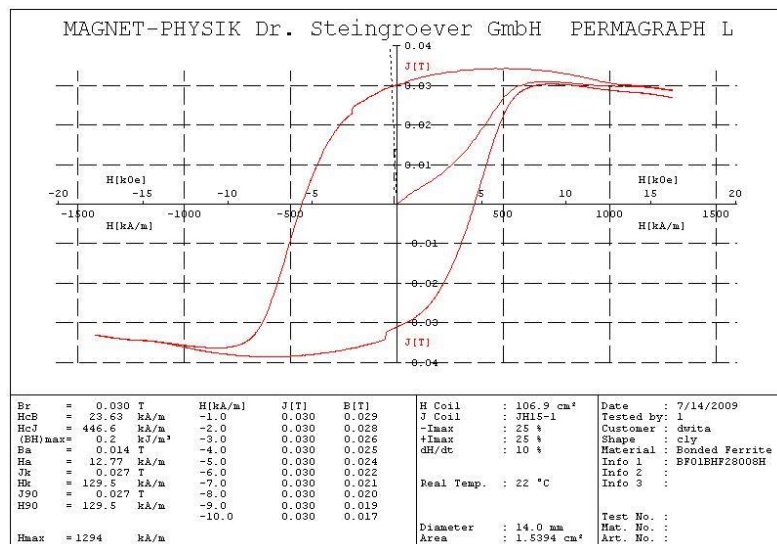 MAGNET-PHYSIK Dr. Steingroever GmbH PERMAGRAPH L
0.04
J[T]
0.03
0.02
0.01
H[kOe] H[kOe]
-20 -15 -10 -5 5 10 15 20
-1500 -1000 -500 500 1000 1500
H[kA/m] H[kA/m]
0.01
0.02
0.03
J[T]
0.04
Br = 0.030 T
HcB = 23.63 kA/m
HcJ = 446.6 kA/m
(BH)max= 0.2 kJ/m³
Ba = 0.014 T
Ha = 12.77 kA/m
Jk = 0.027 T
Hk = 129.5 kA/m
J90 = 0.027 T
H90 = 129.5 kA/m
Hmax = 1294 kA/m
H[kA/m] J[T] B[T]
-1.0 0.030 0.029
-2.0 0.030 0.028
-3.0 0.030 0.026
-4.0 0.030 0.025
-5.0 0.030 0.024
-6.0 0.030 0.022
-7.0 0.030 0.021
-8.0 0.030 0.020
-9.0 0.030 0.019
-10.0 0.030 0.017
H Coil : 106.9 cm²
J Coil : JH15-1
-Imax : 25 %
+Imax : 25 %
dH/dt : 10 %
Real Temp. : 22 °C
Diameter : 14.0 mm
Area : 1.5394 cm²
Date : 7/14/2009
Tested by: 1
Customer : dwita
Shape : cly
Material : Bonded Ferrite
Info 1 : BF01BHF28008H
Info 2 :
Info 3 :
Test No. :
Mat. No. :
Art. No. :